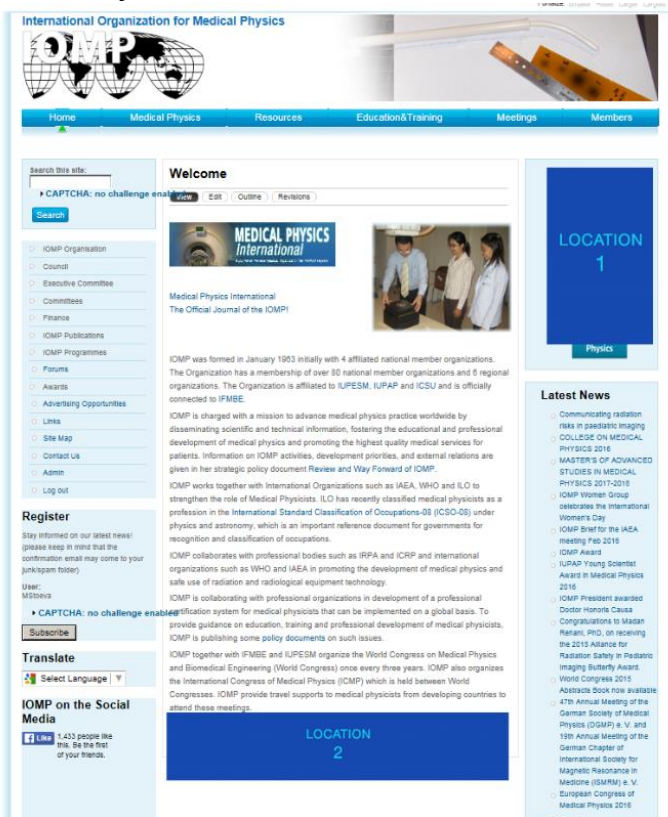 International Organization for Medical Physics
IOMP
Home
Medical Physics
Resources
Education&Training
Meetings
Members
Search this site:
CAPTCHA: no challenge enabled
Search
IOMP Organisation
Council
Executive Committee
Committees
Finance
IOMP Publications
IOMP Programmes
Forums
Awards
Advertising Opportunities
Links
Site Map
Contact Us
Admin
Log out
Register
Stay informed on our latest news!
(please keep in mind that the
confirmation email may come to your
junk/spam folder)
User:
MStoeva
CAPTCHA: no challenge enabled
Subscribe
Translate
Select Language
IOMP on the Social
Media
Like
1,433 people like
this. Be the first
of your friends.
Welcome
View
Edit
Outline
Revisions
MEDICAL PHYSICS
International
Medical Physics International
The Official Journal of the IOMP!
IOMP was formed in January 1963 initially with 4 affiliated national member organizations.
The Organization has a membership of over 80 national member organizations and 6 regional
organizations. The Organization is affiliated to IUPESM, IUPAP and ICSU and is officially
connected to IFMBE.
IOMP is charged with a mission to advance medical physics practice worldwide by
disseminating scientific and technical information, fostering the educational and professional
development of medical physics and promoting the highest quality medical services for
patients. Information on IOMP activities, development priorities, and external relations are
given in her strategic policy document Review and Way Forward of IOMP.
IOMP works together with International Organizations such as IAEA, WHO and ILO to
strengthen the role of Medical Physicists. ILO has recently classified medical physicists as a
profession in the International Standard Classification of Occupations-08 (ICSO-08) under
physics and astronomy, which is an important reference document for governments for
recognition and classification of occupations.
IOMP collaborates with professional bodies such as IRPA and ICRP and international
organizations such as WHO and IAEA in promoting the development of medical physics and
safe use of radiation and radiological equipment technology.
IOMP is collaborating with professional organizations in development of a professional
certification system for medical physicists that can be implemented on a global basis. To
provide guidance on education, training and professional development of medical physicists,
IOMP is publishing some policy documents on such issues.
IOMP together with IFMBE and IUPESM organize the World Congress on Medical Physics
and Biomedical Engineering (World Congress) once every three years. IOMP also organizes
the International Congress of Medical Physics (ICMP) which is held between World
Congresses. IOMP provide travel supports to medical physicists from developing countries to
attend these meetings.
LOCATION
2
LOCATION
1
Physics
Latest News
Communicating radiation
risks in paediatric imaging
COLLEGE ON MEDICAL
PHYSICS 2016
MASTER'S OF ADVANCED
STUDIES IN MEDICAL
PHYSICS 2017-2018
IOMP Women Group
celebrates the International
Women's Day
IOMP Brief for the IAEA
meeting Feb 2016
IOMP Award
IUPAP Young Scientist
Award in Medical Physics
2016
IOMP President awarded
Doctor Honoris Causa
Congratulations to Madan
Rehani, PhD, on receiving
the 2015 Alliance for
Radiation Safety in Pediatric
Imaging Butterfly Award.
World Congress 2015
Abstracts Book now available
47th Annual Meeting of the
German Society of Medical
Physics (DGMP) e. V. and
19th Annual Meeting of the
German Chapter of
International Society for
Magnetic Resonance in
Medicine (ISMRM) e. V.
European Congress of
Medical Physics 2016